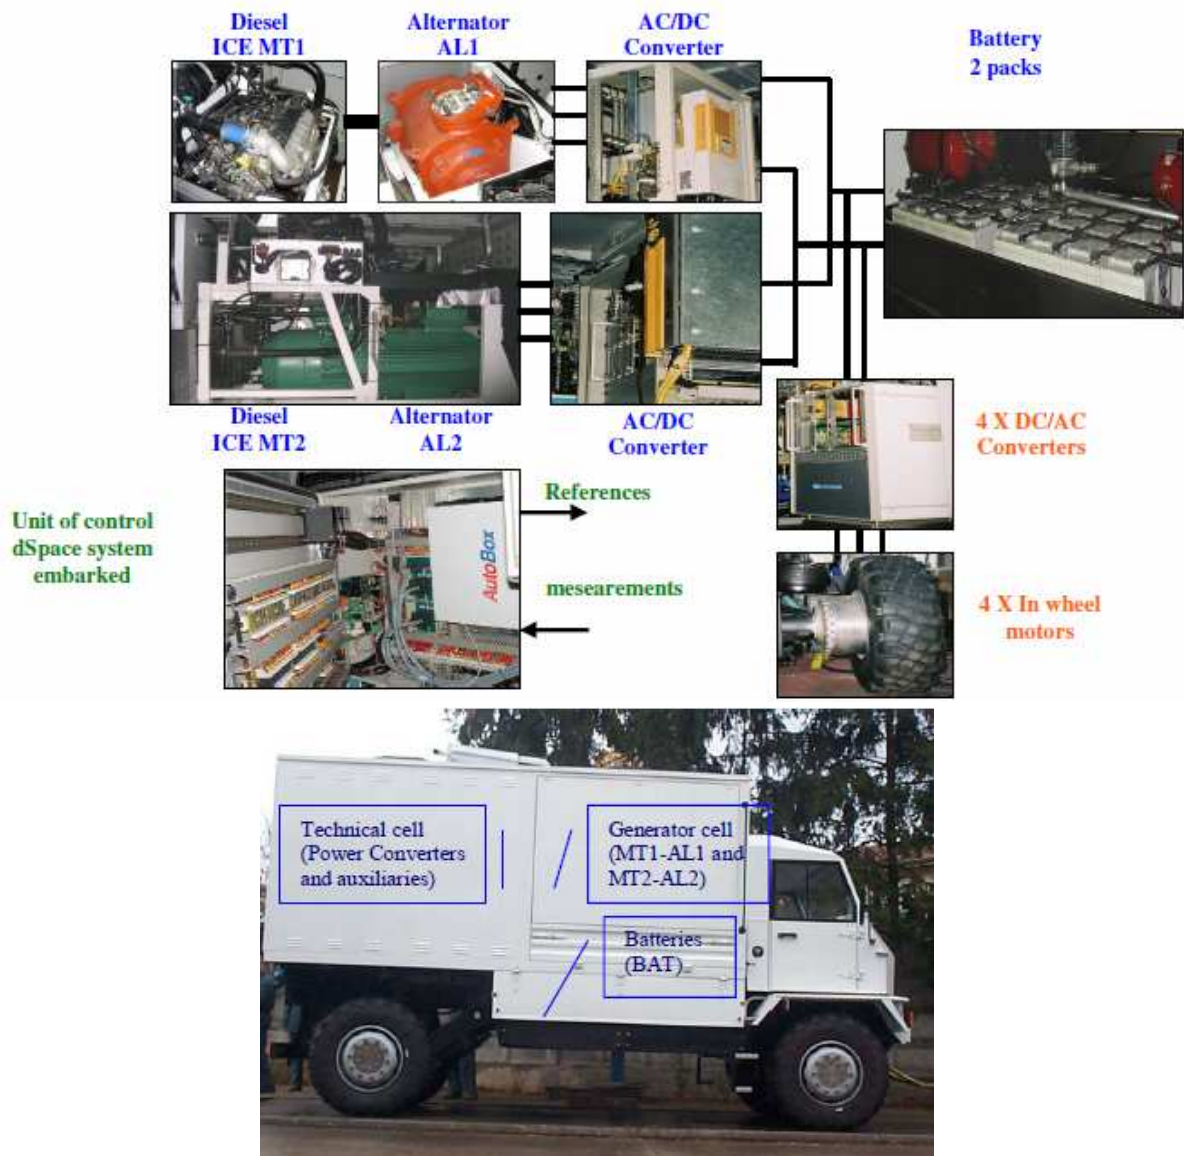 Diesel
ICE MT1
Alternator
AL1
AC/DC
Converter
Battery
2 packs
Diesel
ICE MT2
Alternator
AL2
AC/DC
Converter
4 X DC/AC
Converters
Unit of control
dSpace system
embarked
AutoBox
References
mesearements
4 X In wheel
motors
Technical cell
(Power Converters
and auxiliaries)
Generator cell
(MT1-AL1 and
MT2-AL2)
Batteries
(BAT)